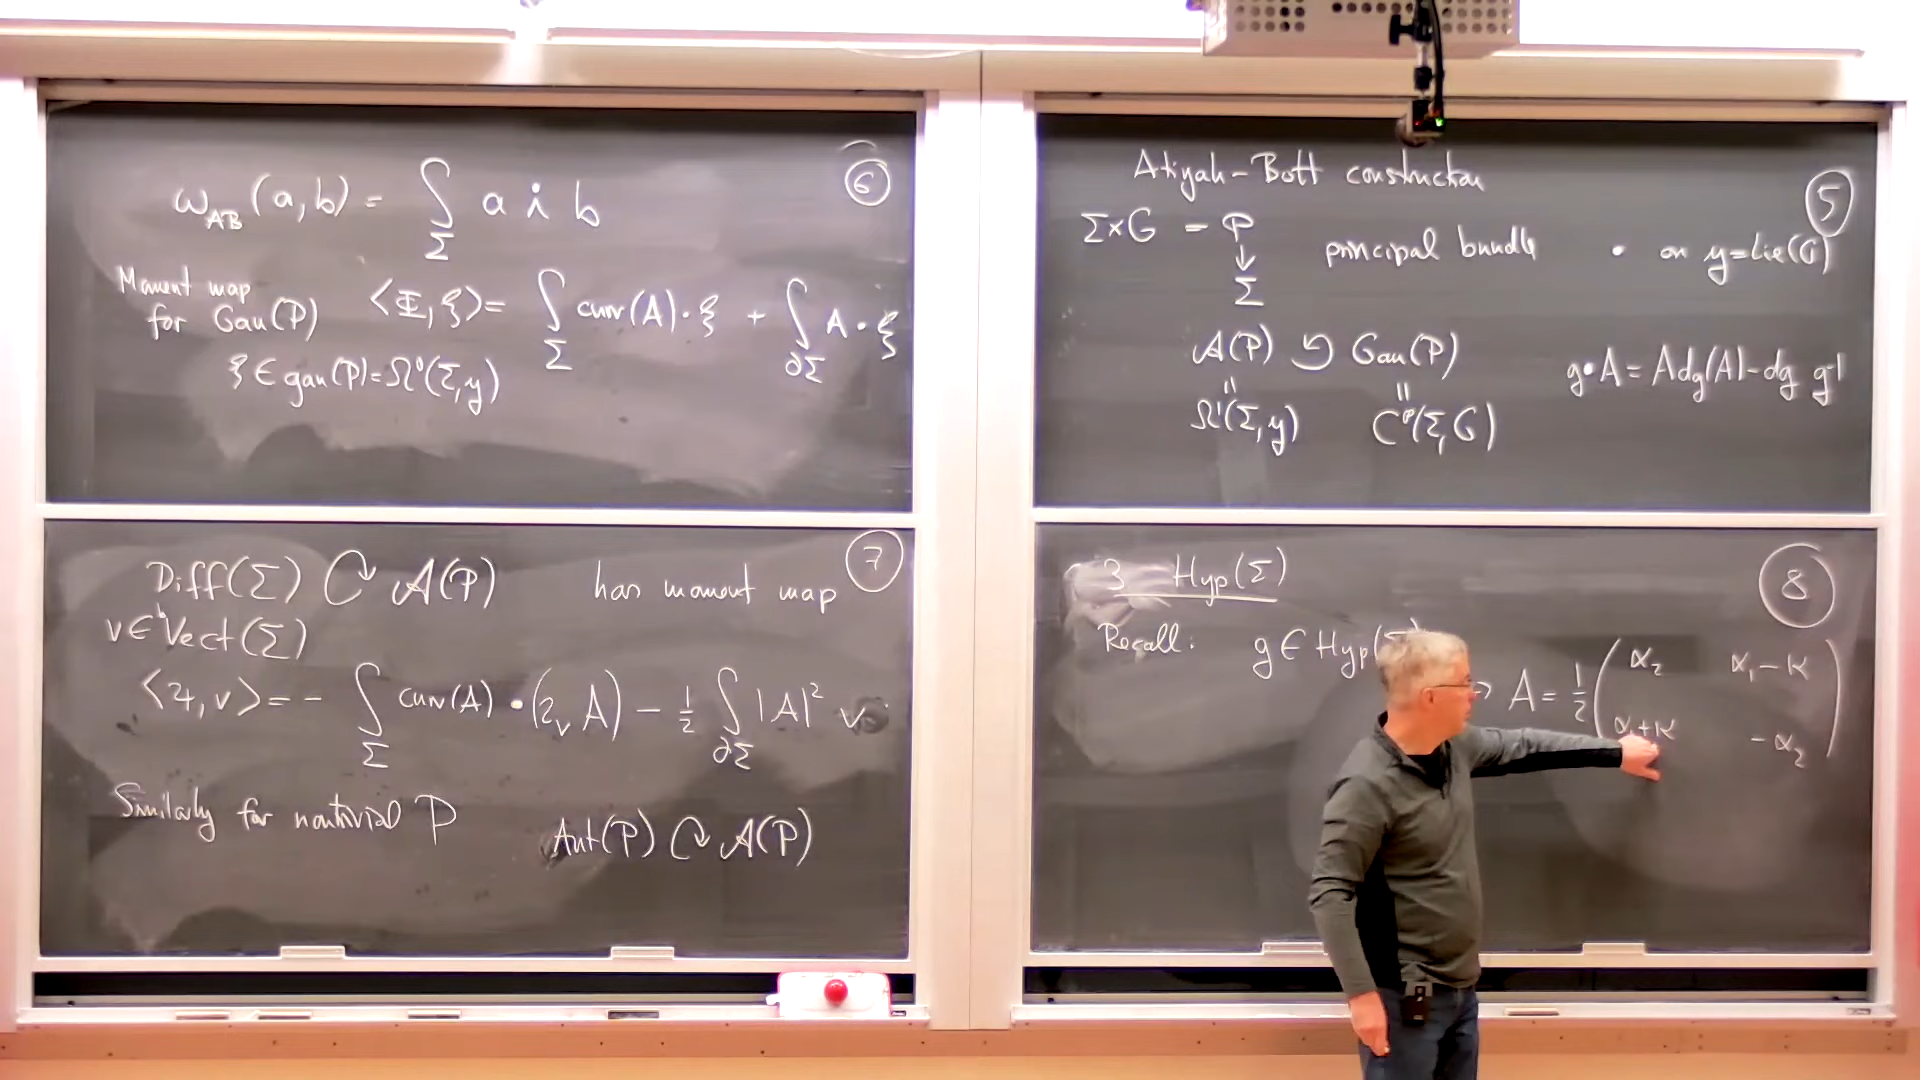 Atiyah-Bott construction ⑤
Σ×G = P
↓
Σ
principal bundle
• on 𝔤=Lie(G)
A(P) ↺ Gau(P)
g•A = Ad_g(A) - dg g⁻¹
" "
Ω¹(Σ,𝔤) C^∞(Σ,G)
ω_AB (a,b) = ∫_Σ a ∧ b ⑥
Moment map
for Gau(P)
<Φ,ξ> = ∫_Σ curv(A)·ξ + ∫_∂Σ A·ξ
ξ ∈ gau(P)=Ω⁰(Σ,𝔤)
Diff(Σ) ↻ A(P) has moment map ⑦
v ∈ Vect(Σ)
<Ψ,v> = - ∫_Σ curv(A)•(ι_v A) - 1/2 ∫_∂Σ |A|² v
Similarly for nontrivial P
Aut(P) ↻ A(P)
3 Hyp(Σ) ⑧
Recall: g ∈ Hyp(
A = 1/2 ( α₂ α₁-κ
α₁+κ -α₂ )